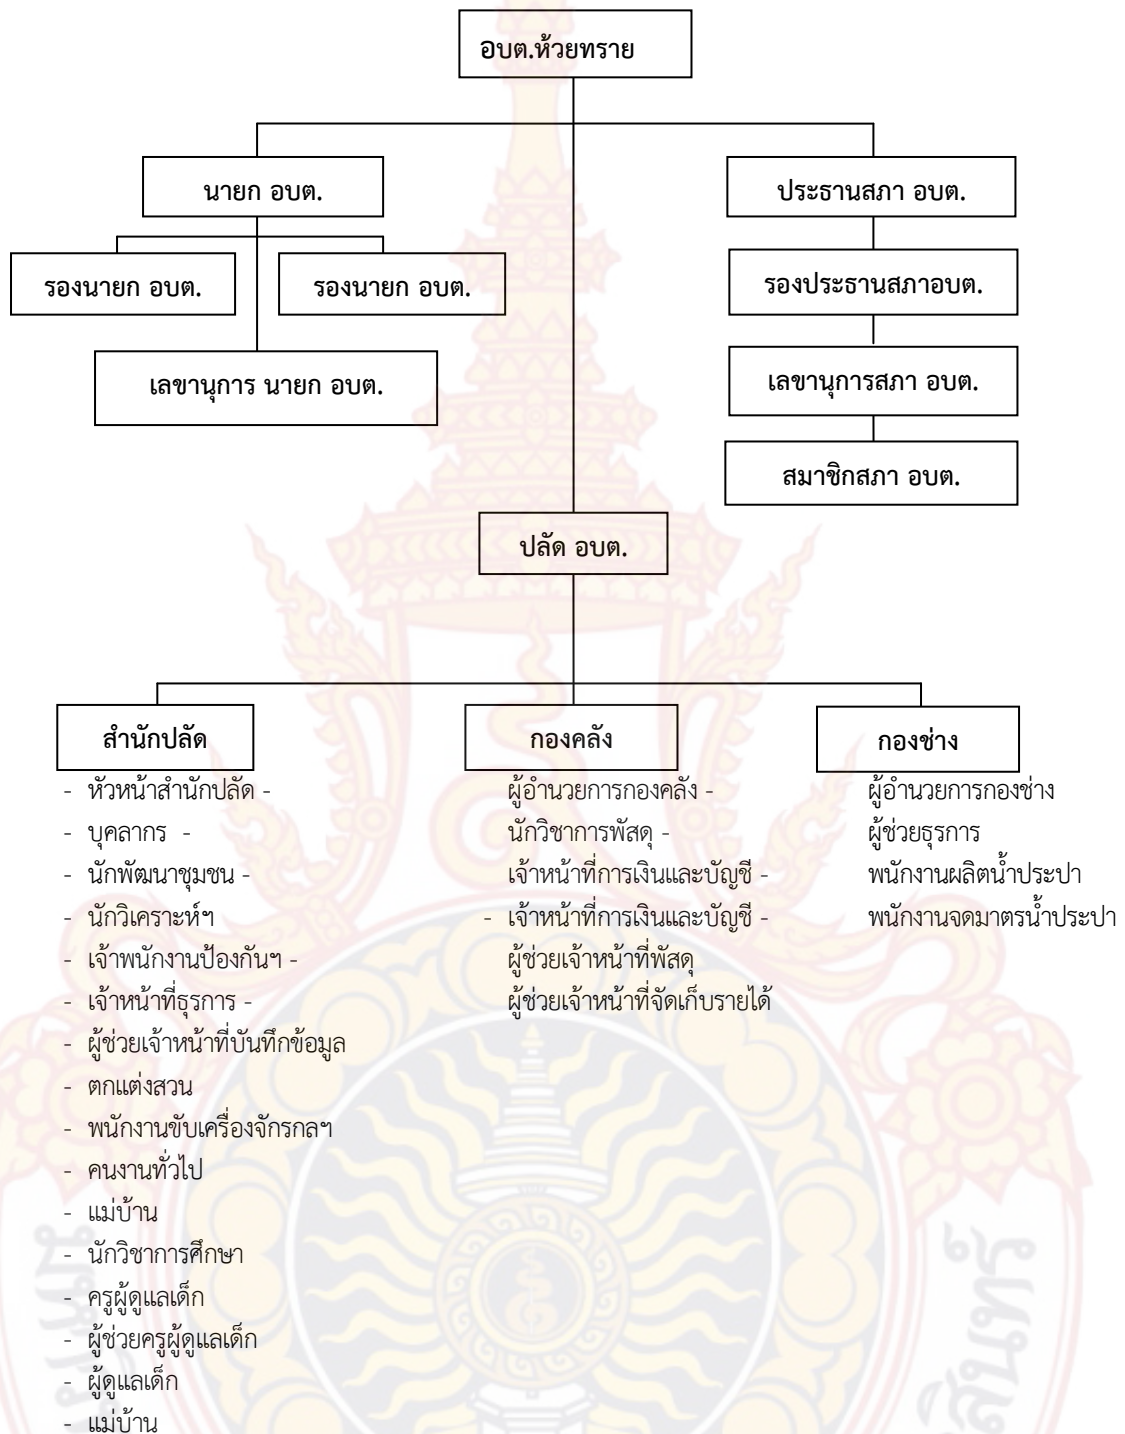 อบต.ห้วยทราย
นายก อบต.
ประธานสภา อบต.
รองนายก อบต.
รองนายก อบต.
รองประธานสภาอบต.
เลขานุการ นายก อบต.
เลขานุการสภา อบต.
สมาชิกสภา อบต.
ปลัด อบต.
สำนักปลัด
กองคลัง
กองช่าง
- หัวหน้าสำนักปลัด - ผู้อำนวยการกองคลัง - ผู้อำนวยการกองช่าง
- บุคลากร - นักวิชาการพัสดุ - ผู้ช่วยธุรการ
- นักพัฒนาชุมชน - เจ้าหน้าที่การเงินและบัญชี - พนักงานผลิตน้ำประปา
- นักวิเคราะห์ฯ - เจ้าหน้าที่การเงินและบัญชี - พนักงานจดมาตรน้ำประปา
- เจ้าพนักงานป้องกันฯ - ผู้ช่วยเจ้าหน้าที่พัสดุ
- เจ้าหน้าที่ธุรการ - ผู้ช่วยเจ้าหน้าที่จัดเก็บรายได้
- ผู้ช่วยเจ้าหน้าที่บันทึกข้อมูล
- ตกแต่งสวน
- พนักงานขับเครื่องจักรกลฯ
- คนงานทั่วไป
- แม่บ้าน
- นักวิชาการศึกษา
- ครูผู้ดูแลเด็ก
- ผู้ช่วยครูผู้ดูแลเด็ก
- ผู้ดูแลเด็ก
- แม่บ้าน